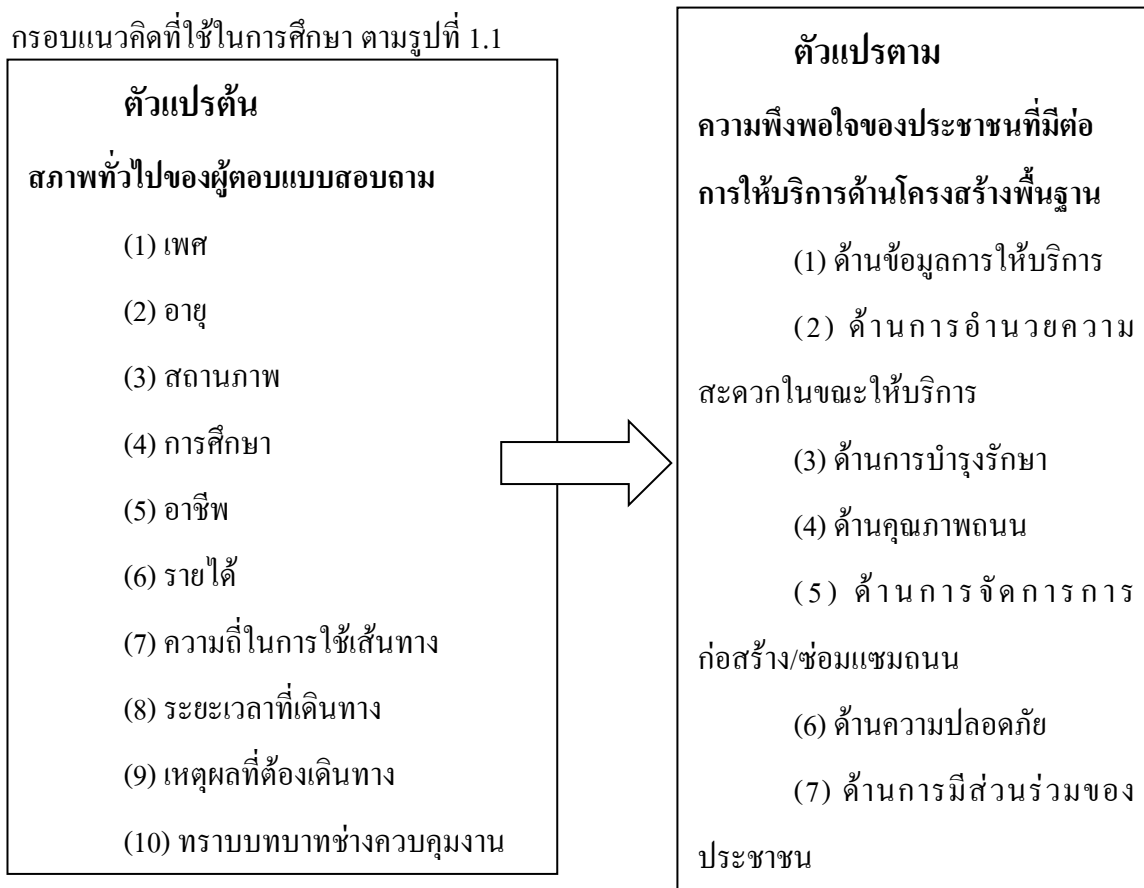 กรอบแนวคิดที่ใช้ในการศึกษา ตามรูปที่ 1.1
ตัวแปรต้น
สภาพทั่วไปของผู้ตอบแบบสอบถาม
(1) เพศ
(2) อายุ
(3) สถานภาพ
(4) การศึกษา
(5) อาชีพ
(6) รายได้
(7) ความถี่ในการใช้เส้นทาง
(8) ระยะเวลาที่เดินทาง
(9) เหตุผลที่ต้องเดินทาง
(10) ทราบบทบาทช่างควบคุมงาน
ตัวแปรตาม
ความพึงพอใจของประชาชนที่มีต่อ
การให้บริการด้านโครงสร้างพื้นฐาน
(1) ด้านข้อมูลการให้บริการ
(2) ด้านการอำนวยความ
สะดวกในขณะให้บริการ
(3) ด้านการบำรุงรักษา
(4) ด้านคุณภาพถนน
(5) ด้านการจัดการการ
ก่อสร้าง/ซ่อมแซมถนน
(6) ด้านความปลอดภัย
(7) ด้านการมีส่วนร่วมของ
ประชาชน